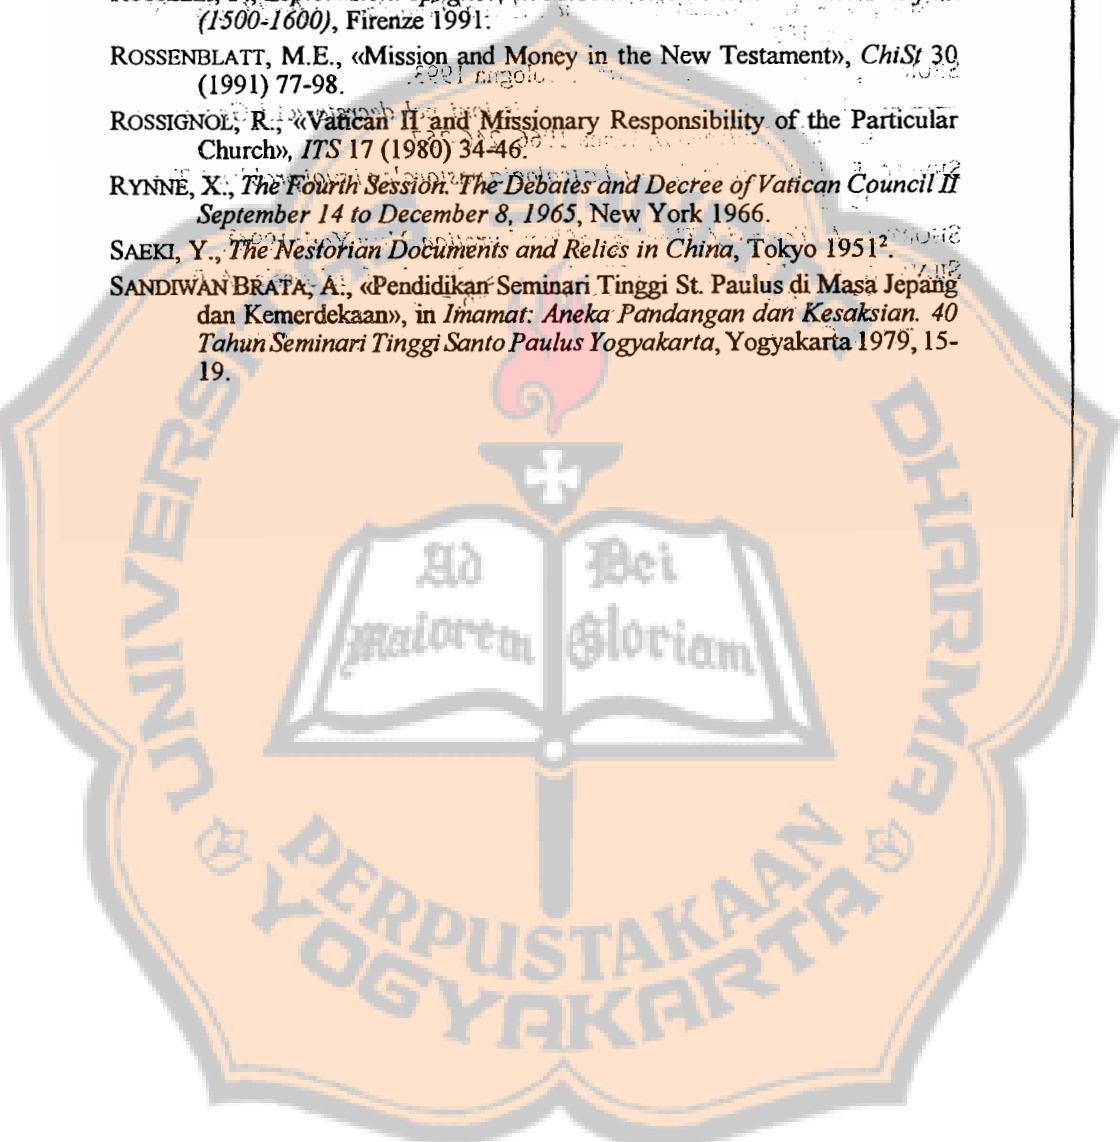 (1500-1600), Firenze 1991.
ROSSENBLATT, M.E., «Mission and Money in the New Testament», ChiSt 30
(1991) 77-98.
ROSSIGNOL, R., «Vatican II and Missionary Responsibility of the Particular
Church», ITS 17 (1980) 34-46.
RYNNE, X., The Fourth Session. The Debates and Decree of Vatican Council II
September 14 to December 8, 1965, New York 1966.
SAEKI, Y., The Nestorian Documents and Relics in China, Tokyo 1951².
SANDIWAN BRATA, A., «Pendidikan Seminari Tinggi St. Paulus di Masa Jepang
dan Kemerdekaan», in Imamat: Aneka Pandangan dan Kesaksian. 40
Tahun Seminari Tinggi Santo Paulus Yogyakarta, Yogyakarta 1979, 15-
19.
UNIVERSITAS SANATA DHARMA
Ad maiorem
Dei Gloriam
PERPUSTAKAAN
YOGYAKARTA